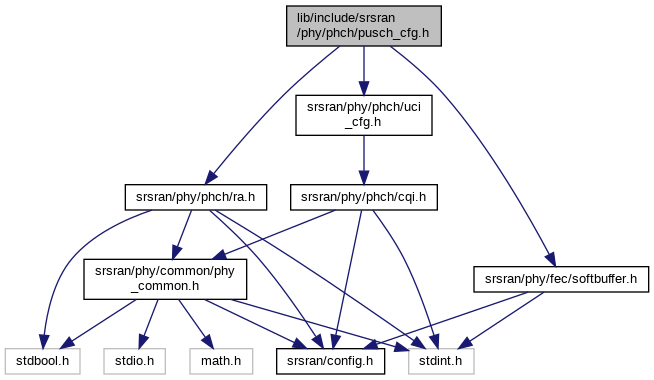 lib/include/srsran
/phy/phch/pusch_cfg.h
srsran/phy/phch/uci
_cfg.h
srsran/phy/phch/ra.h
srsran/phy/phch/cqi.h
srsran/phy/common/phy
_common.h
srsran/phy/fec/softbuffer.h
stdbool.h
stdio.h
math.h
srsran/config.h
stdint.h